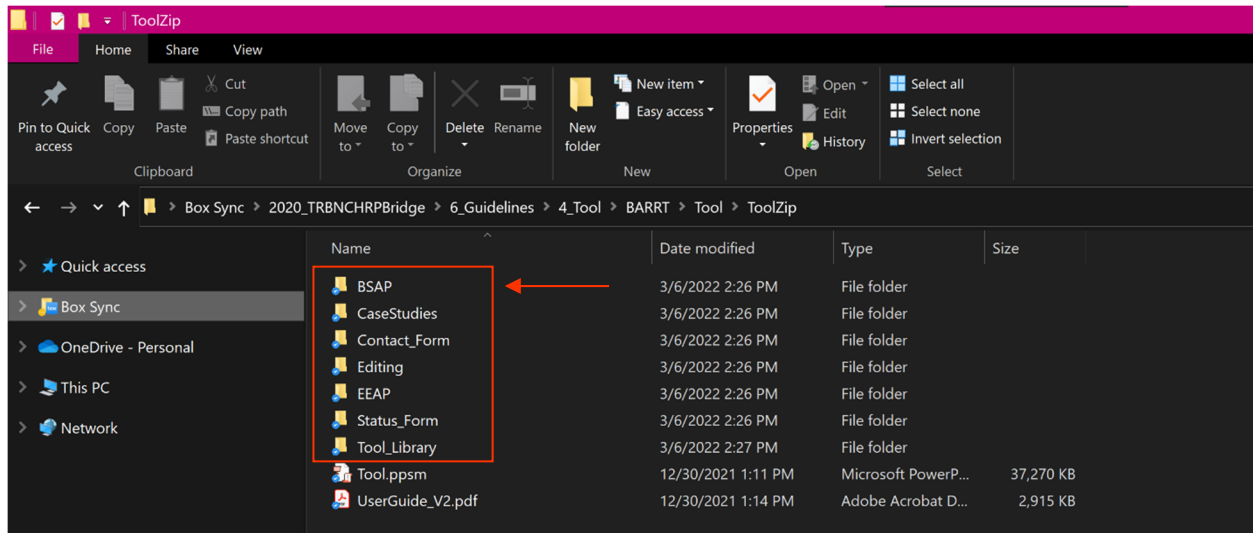 ToolZip
File Home Share View
Pin to Quick access
Copy
Paste
Cut
Copy path
Paste shortcut
Clipboard
Move to
Copy to
Delete
Rename
Organize
New folder
New item
Easy access
New
Properties
Open
Edit
History
Open
Select all
Select none
Invert selection
Select
Box Sync > 2020_TRBNCHRPBridge > 6_Guidelines > 4_Tool > BARRT > Tool > ToolZip
Quick access
Box Sync
OneDrive - Personal
This PC
Network
Name Date modified Type Size
BSAP 3/6/2022 2:26 PM File folder
CaseStudies 3/6/2022 2:26 PM File folder
Contact_Form 3/6/2022 2:26 PM File folder
Editing 3/6/2022 2:26 PM File folder
EEAP 3/6/2022 2:26 PM File folder
Status_Form 3/6/2022 2:26 PM File folder
Tool_Library 3/6/2022 2:27 PM File folder
Tool.ppsm 12/30/2021 1:11 PM Microsoft PowerP... 37,270 KB
UserGuide_V2.pdf 12/30/2021 1:14 PM Adobe Acrobat D... 2,915 KB